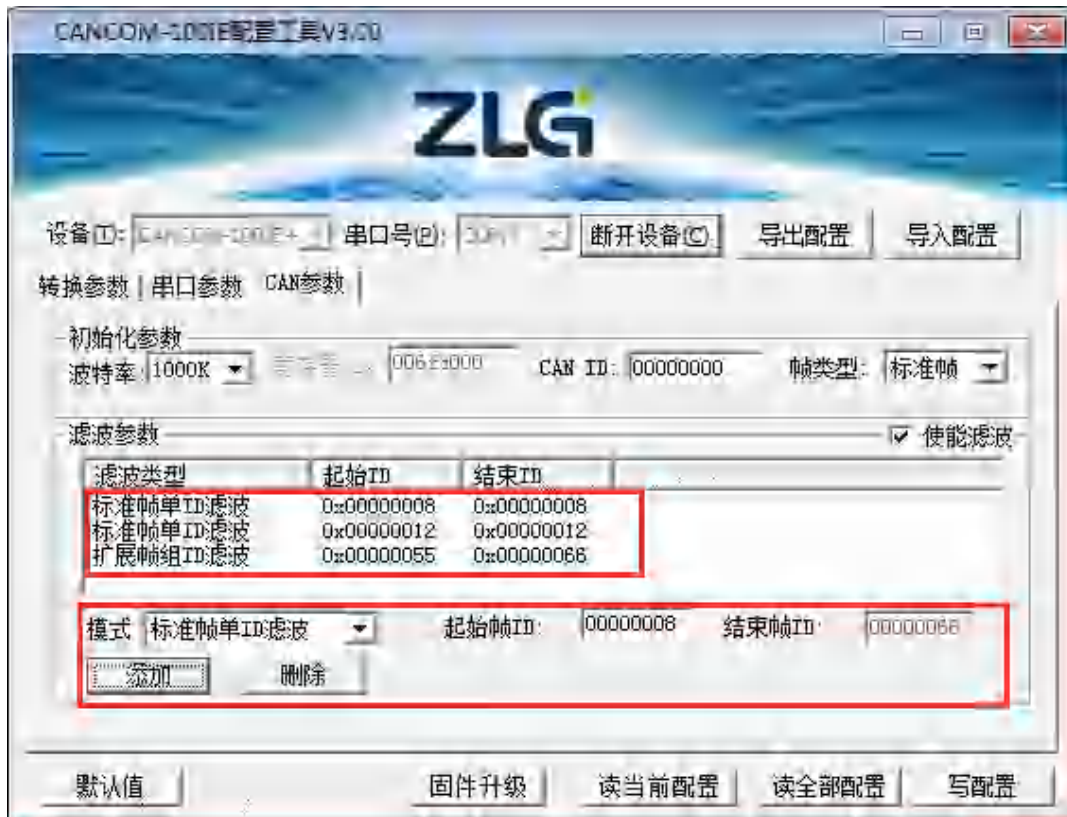 CANCOM-100IE配置工具V3.00
ZLG
设备(T): CANCOM-100IE+ 串口号(P): 断开设备(C) 导出配置 导入配置
转换参数 串口参数 CAN参数
初始化参数
波特率 1000K CAN ID: 00000000 帧类型: 标准帧
滤波参数 使能滤波
滤波类型 起始ID 结束ID
标准帧单ID滤波 0x00000008 0x00000008
标准帧单ID滤波 0x00000012 0x00000012
扩展帧组ID滤波 0x00000055 0x00000066
模式 标准帧单ID滤波 起始帧ID: 00000008 结束帧ID: 00000066
添加 删除
默认值 固件升级 读当前配置 读全部配置 写配置